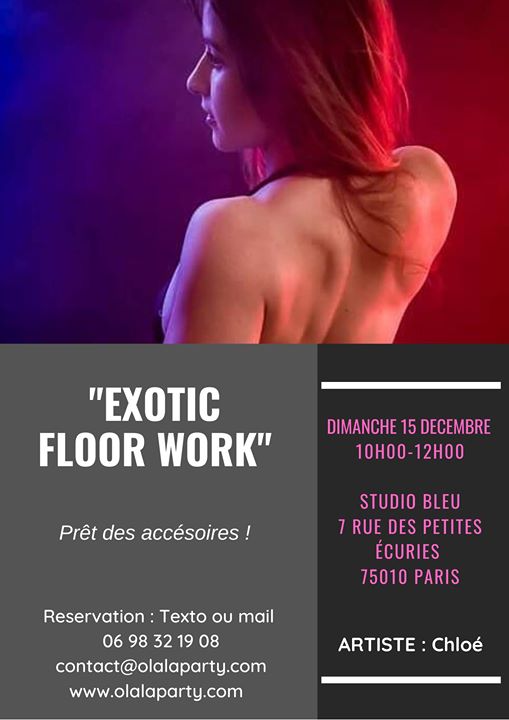 "EXOTIC
FLOOR WORK"
Prêt des accésoires !
Reservation : Texto ou mail
06 98 32 19 08
contact@olalaparty.com
www.olalaparty.com
DIMANCHE 15 DECEMBRE
10H00-12H00
STUDIO BLEU
7 RUE DES PETITES
ÉCURIES
75010 PARIS
ARTISTE : Chloé